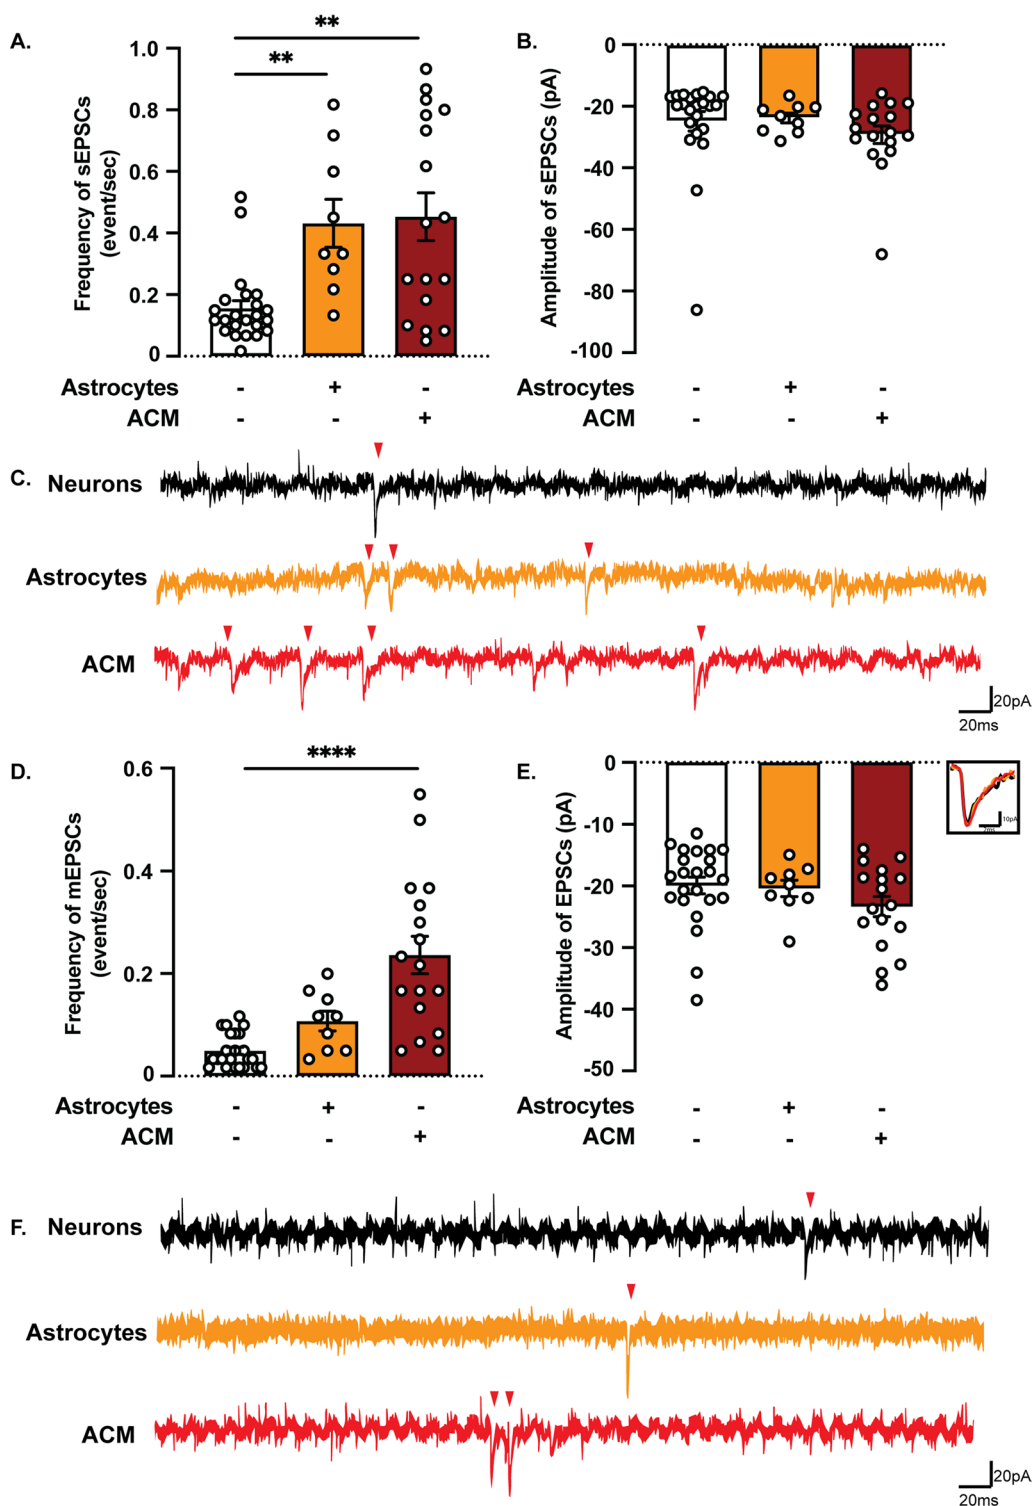 A.
**
**
Frequency of sEPSCs
(event/sec)
1.0
0.8
0.6
0.4
0.2
0
Astrocytes - + -
ACM - - +
B.
Amplitude of sEPSCs (pA)
0
-20
-40
-60
-80
-100
Astrocytes - + -
ACM - - +
C.
Neurons
Astrocytes
ACM
20pA
20ms
D.
****
Frequency of mEPSCs
(event/sec)
0.6
0.4
0.2
0
Astrocytes - + -
ACM - - +
E.
Amplitude of EPSCs (pA)
0
-10
-20
-30
-40
-50
10pA
2ms
Astrocytes - + -
ACM - - +
F.
Neurons
Astrocytes
ACM
20pA
20ms